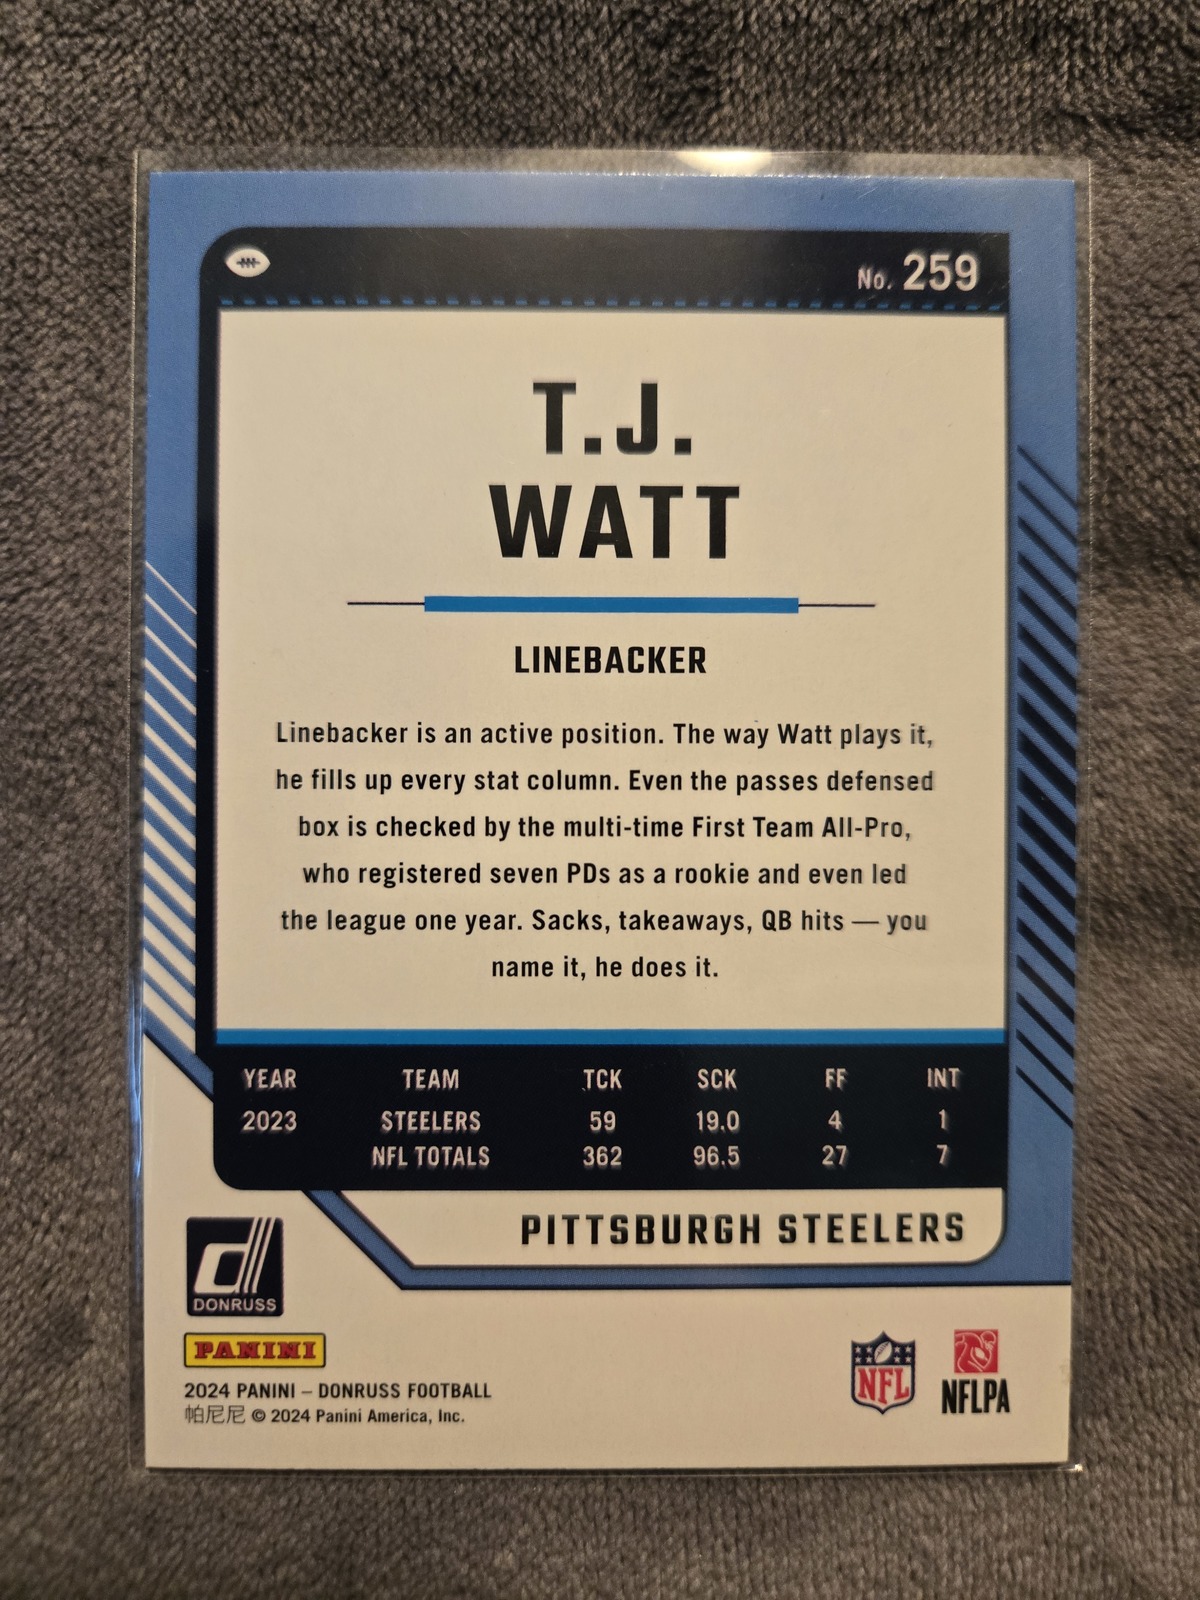 No. 259
T.J.
WATT
LINEBACKER
Linebacker is an active position. The way Watt plays it,
he fills up every stat column. Even the passes defensed
box is checked by the multi-time First Team All-Pro,
who registered seven PDs as a rookie and even led
the league one year. Sacks, takeaways, QB hits — you
name it, he does it.
YEAR TEAM TCK SCK FF INT
2023 STEELERS 59 19.0 4 1
NFL TOTALS 362 96.5 27 7
PITTSBURGH STEELERS
d
DONRUSS
PANINI
2024 PANINI – DONRUSS FOOTBALL
帕尼尼 © 2024 Panini America, Inc.
NFL
NFLPA